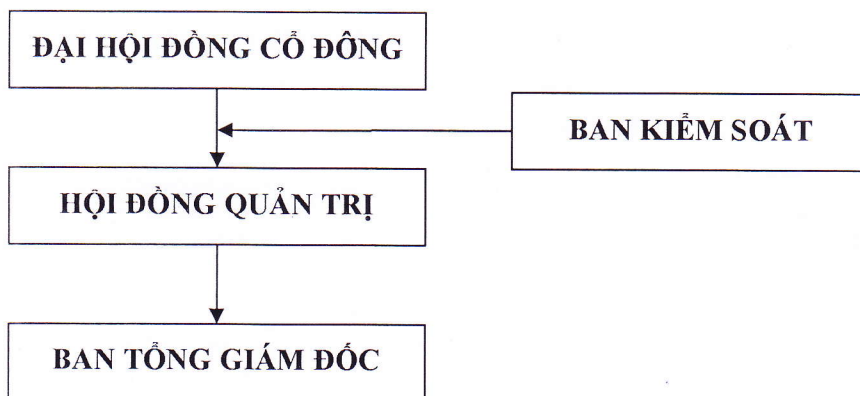 ĐẠI HỘI ĐỒNG CỔ ĐÔNG
BAN KIỂM SOÁT
HỘI ĐỒNG QUẢN TRỊ
BAN TỔNG GIÁM ĐỐC